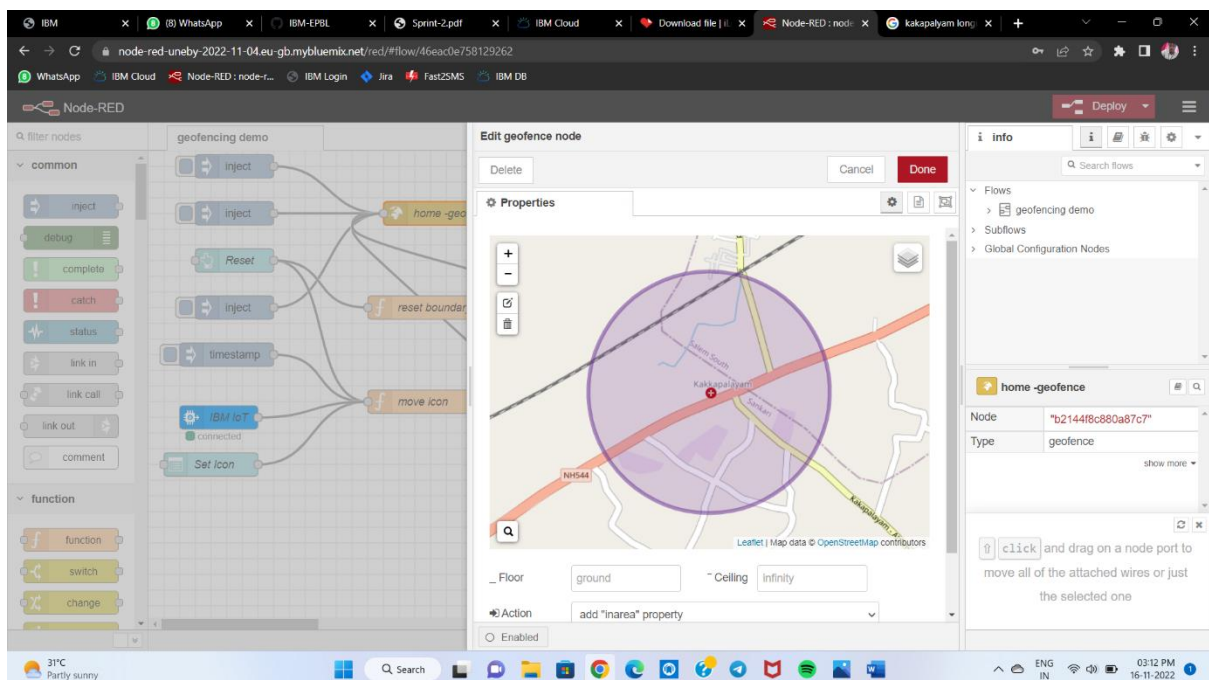 IBM
(8) WhatsApp
IBM-EPBL
Sprint-2.pdf
IBM Cloud
Download file | iL
Node-RED : node
kakapalyam long
node-red-uneby-2022-11-04.eu-gb.mybluemix.net/red/#flow/46eac0e758129262
WhatsApp
IBM Cloud
Node-RED : node-r...
IBM Login
Jira
Fast2SMS
IBM DB
Node-RED
Deploy
filter nodes
geofencing demo
Edit geofence node
i info
common
inject
Delete
Cancel
Done
Search flows
inject
inject
home -geo
Properties
Flows
geofencing demo
Subflows
Global Configuration Nodes
debug
complete
Reset
catch
inject
reset boundar
status
timestamp
link in
link call
move icon
IBM IoT
connected
link out
Set Icon
comment
function
function
switch
change
+
−
Salem South
Kakkapalayam
Sankari
NH544
Kakapalayam
Leaflet | Map data © OpenStreetMap contributors
Floor
ground
Ceiling
Infinity
Action
add "inarea" property
Enabled
home -geofence
Node
"b2144f8c880a87c7"
Type
geofence
show more
⇧ click and drag on a node port to
move all of the attached wires or just
the selected one
31°C
Partly sunny
Search
ENG
IN
03:12 PM
16-11-2022
1